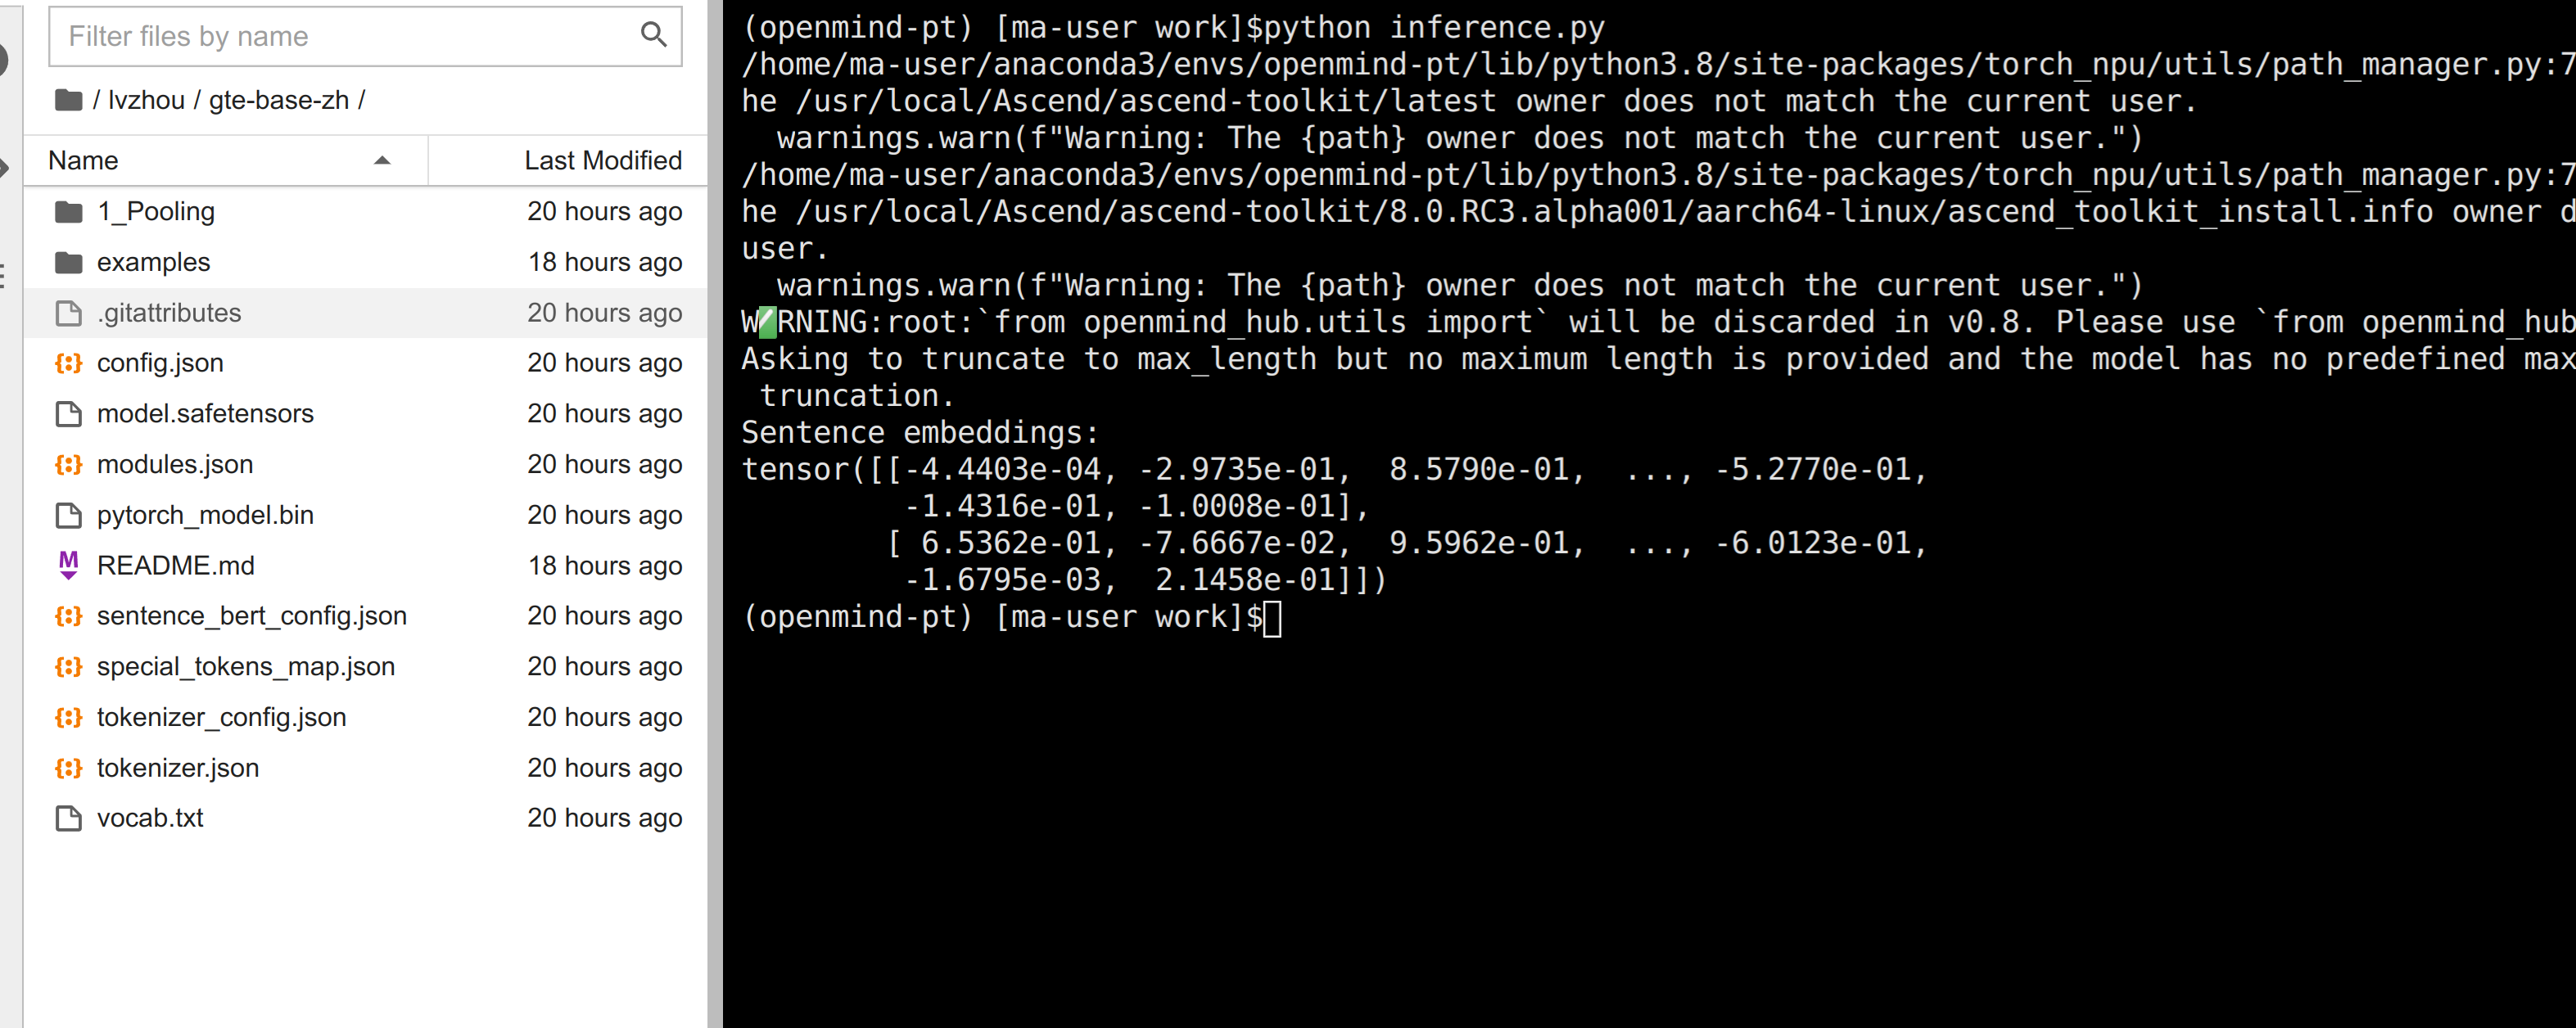 Filter files by name
/ lvzhou / gte-base-zh /
Name Last Modified
1_Pooling 20 hours ago
examples 18 hours ago
.gitattributes 20 hours ago
config.json 20 hours ago
model.safetensors 20 hours ago
modules.json 20 hours ago
pytorch_model.bin 20 hours ago
README.md 18 hours ago
sentence_bert_config.json 20 hours ago
special_tokens_map.json 20 hours ago
tokenizer_config.json 20 hours ago
tokenizer.json 20 hours ago
vocab.txt 20 hours ago
(openmind-pt) [ma-user work]$python inference.py
/home/ma-user/anaconda3/envs/openmind-pt/lib/python3.8/site-packages/torch_npu/utils/path_manager.py:7
he /usr/local/Ascend/ascend-toolkit/latest owner does not match the current user.
  warnings.warn(f"Warning: The {path} owner does not match the current user.")
/home/ma-user/anaconda3/envs/openmind-pt/lib/python3.8/site-packages/torch_npu/utils/path_manager.py:7
he /usr/local/Ascend/ascend-toolkit/8.0.RC3.alpha001/aarch64-linux/ascend_toolkit_install.info owner d
user.
  warnings.warn(f"Warning: The {path} owner does not match the current user.")
W RNING:root:`from openmind_hub.utils import` will be discarded in v0.8. Please use `from openmind_hub
Asking to truncate to max_length but no maximum length is provided and the model has no predefined max
 truncation.
Sentence embeddings:
tensor([[-4.4403e-04, -2.9735e-01,  8.5790e-01,  ..., -5.2770e-01,
         -1.4316e-01, -1.0008e-01],
        [ 6.5362e-01, -7.6667e-02,  9.5962e-01,  ..., -6.0123e-01,
         -1.6795e-03,  2.1458e-01]])
(openmind-pt) [ma-user work]$